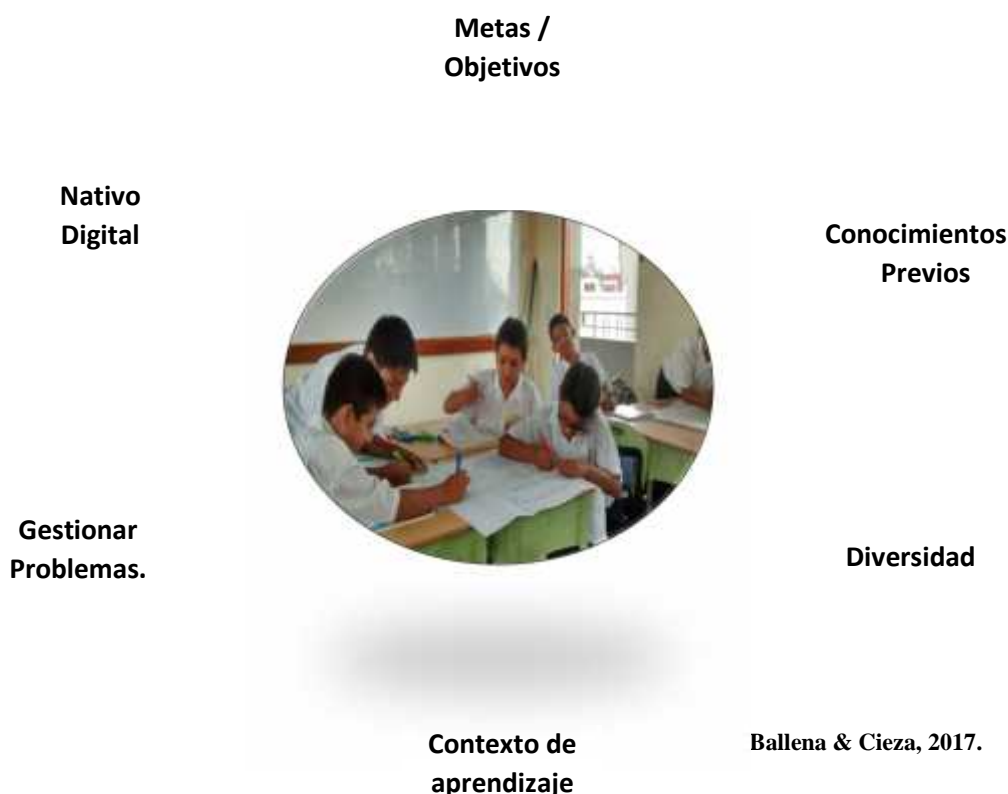 Metas /
Objetivos
Nativo
Digital
Conocimientos
Previos
Gestionar
Problemas.
Diversidad
Contexto de
aprendizaje
Ballena & Cieza, 2017.